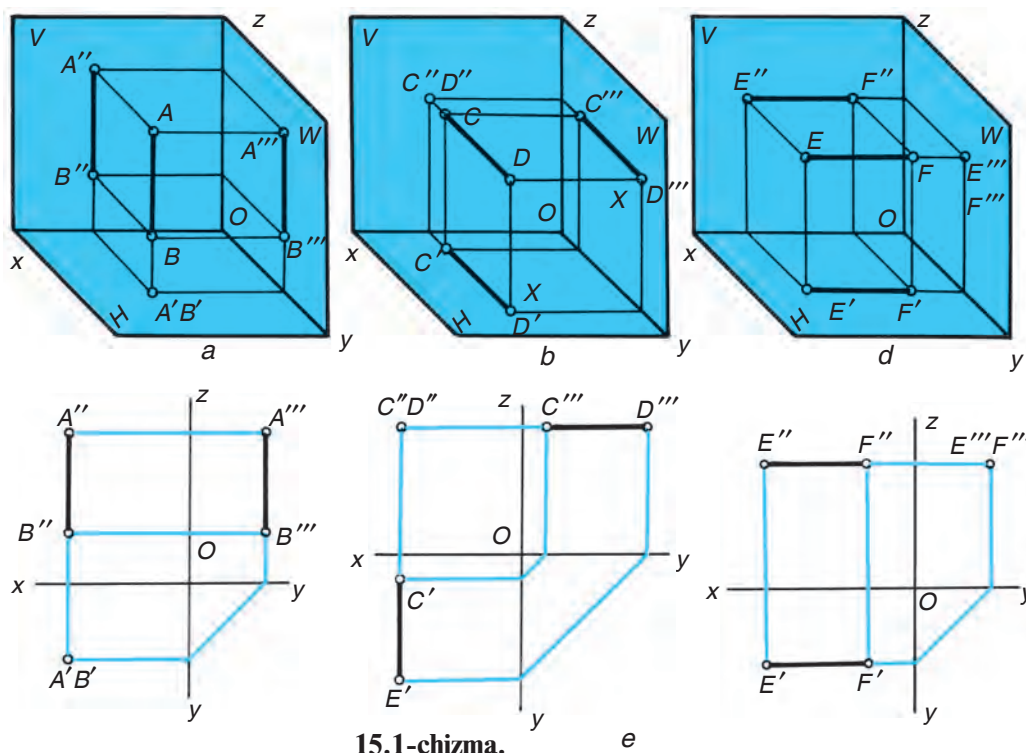 V z V z V z
A″ C″ D″ C‴ E″ F″
A C W E W
A‴ W D F E‴
B″ O X D‴ O F‴
x B B‴ x C′ O x
A′B′ X E′ F′
H H D′ H
a y b y d y
z z
A″ A‴ C″D″ C‴ D‴ z
E″ F″ E‴F‴
B″ B‴
O O
x y x y x O y
C′
A′B′ E′ E′ F′
y y y
15.1-chizma. e